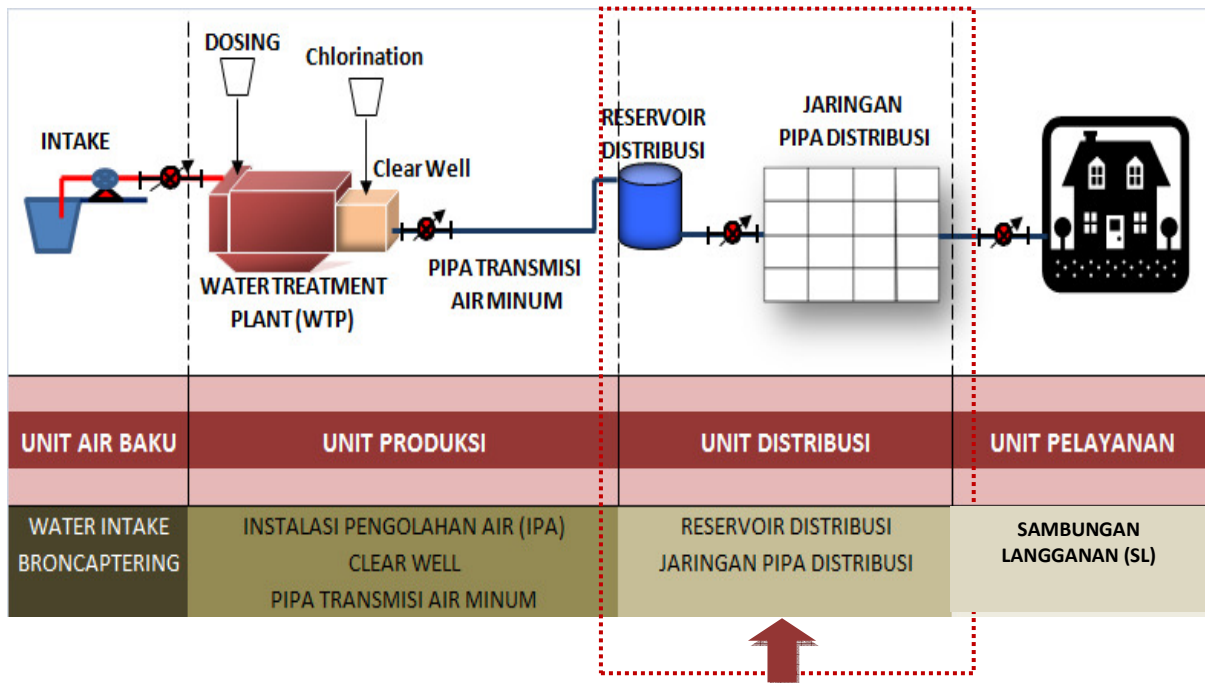 DOSING
Chlorination
INTAKE
Clear Well
WATER TREATMENT
PLANT (WTP)
PIPA TRANSMISI
AIR MINUM
RESERVOIR
DISTRIBUSI
JARINGAN
PIPA DISTRIBUSI
UNIT AIR BAKU
UNIT PRODUKSI
UNIT DISTRIBUSI
UNIT PELAYANAN
WATER INTAKE
BRONCAPTERING
INSTALASI PENGOLAHAN AIR (IPA)
CLEAR WELL
PIPA TRANSMISI AIR MINUM
RESERVOIR DISTRIBUSI
JARINGAN PIPA DISTRIBUSI
SAMBUNGAN
LANGGANAN (SL)